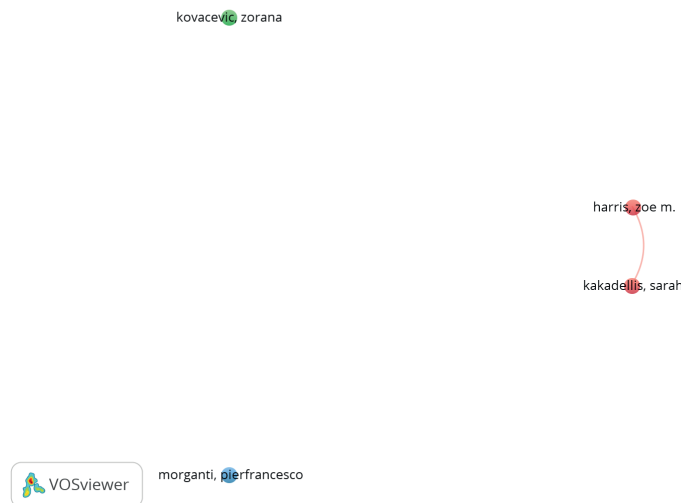 kovacevic, zorana
harris, zoe m.
kakadellis, sarah
morganti, pierfrancesco
VOSviewer